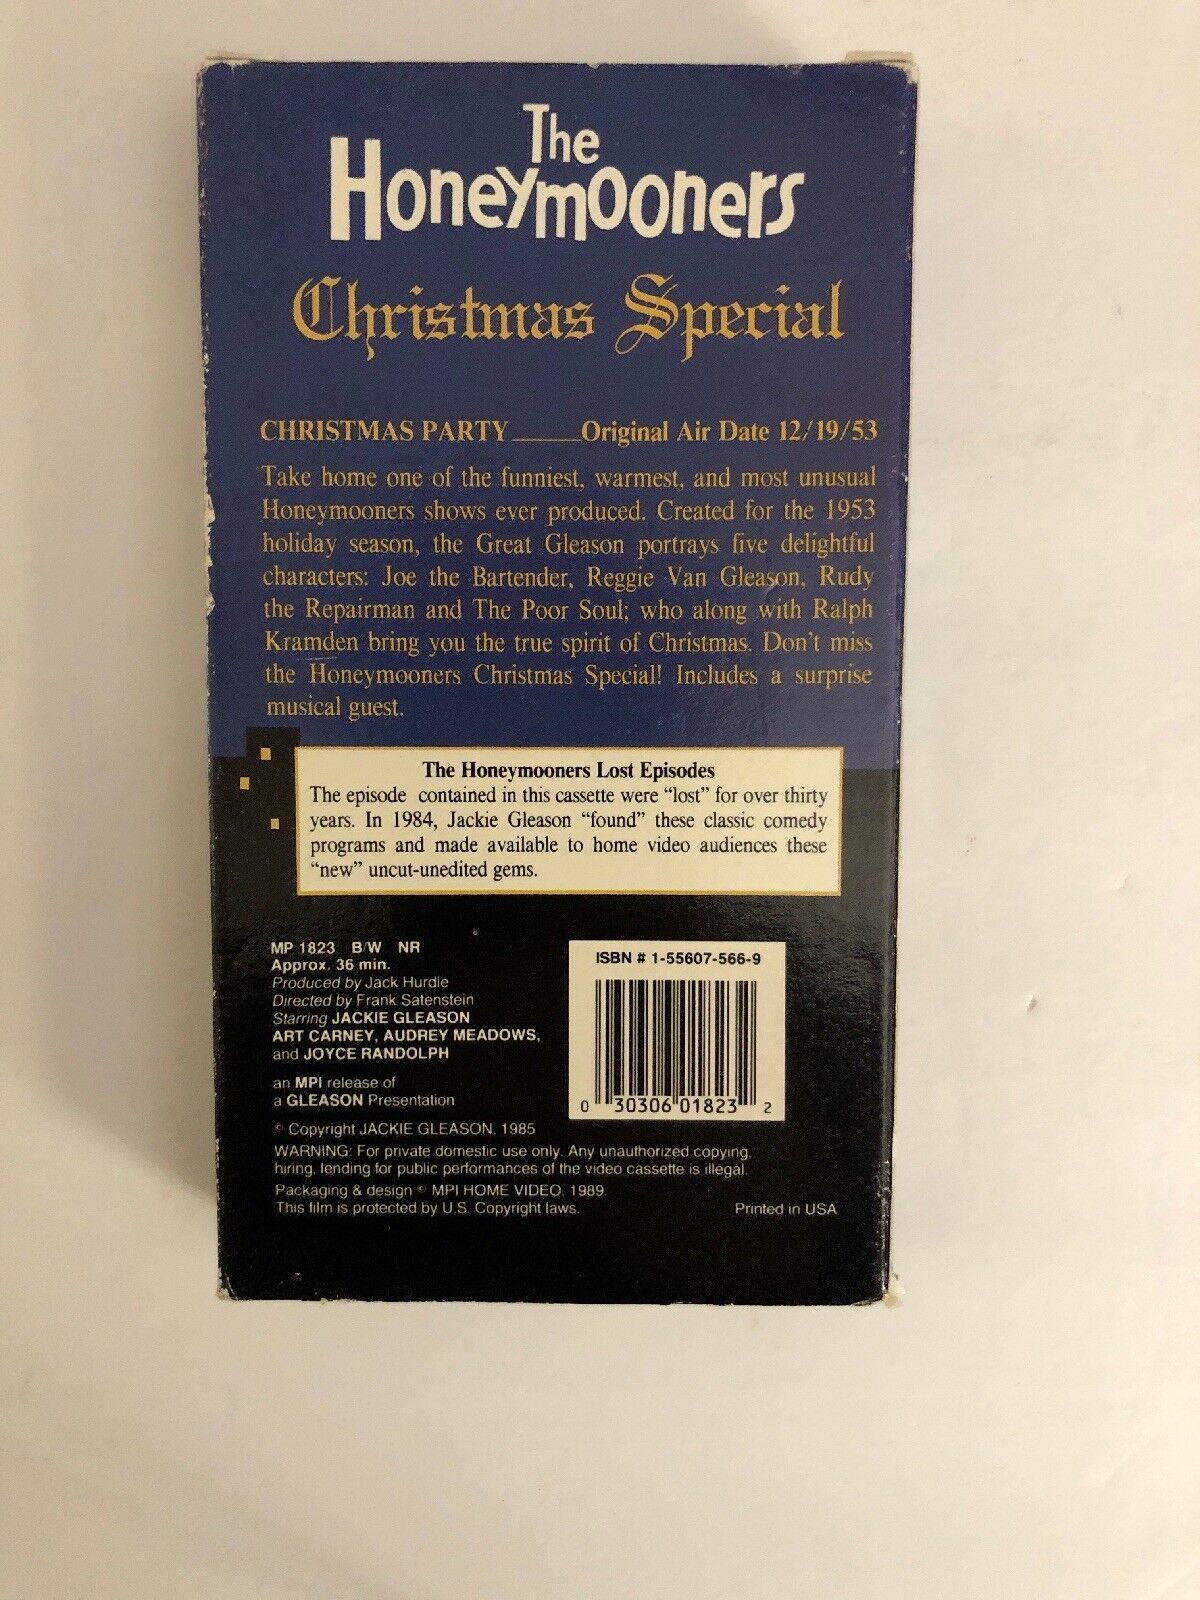 The
Honeymooners
Christmas Special
CHRISTMAS PARTY_____Original Air Date 12/19/53
Take home one of the funniest, warmest, and most unusual
Honeymooners shows ever produced. Created for the 1953
holiday season, the Great Gleason portrays five delightful
characters: Joe the Bartender, Reggie Van Gleason, Rudy
the Repairman and The Poor Soul; who along with Ralph
Kramden bring you the true spirit of Christmas. Don't miss
the Honeymooners Christmas Special! Includes a surprise
musical guest.
The Honeymooners Lost Episodes
The episode contained in this cassette were “lost” for over thirty
years. In 1984, Jackie Gleason “found” these classic comedy
programs and made available to home video audiences these
“new” uncut-unedited gems.
MP 1823 B/W NR
Approx. 36 min.
Produced by Jack Hurdle
Directed by Frank Satenstein
Starring JACKIE GLEASON
ART CARNEY, AUDREY MEADOWS,
and JOYCE RANDOLPH
an MPI release of
a GLEASON Presentation
© Copyright JACKIE GLEASON, 1985
WARNING: For private domestic use only. Any unauthorized copying,
hiring, lending for public performances of the video cassette is illegal.
Packaging & design © MPI HOME VIDEO, 1989.
This film is protected by U.S. Copyright laws.
ISBN # 1-55607-566-9
0 30306 01823 2
Printed in USA